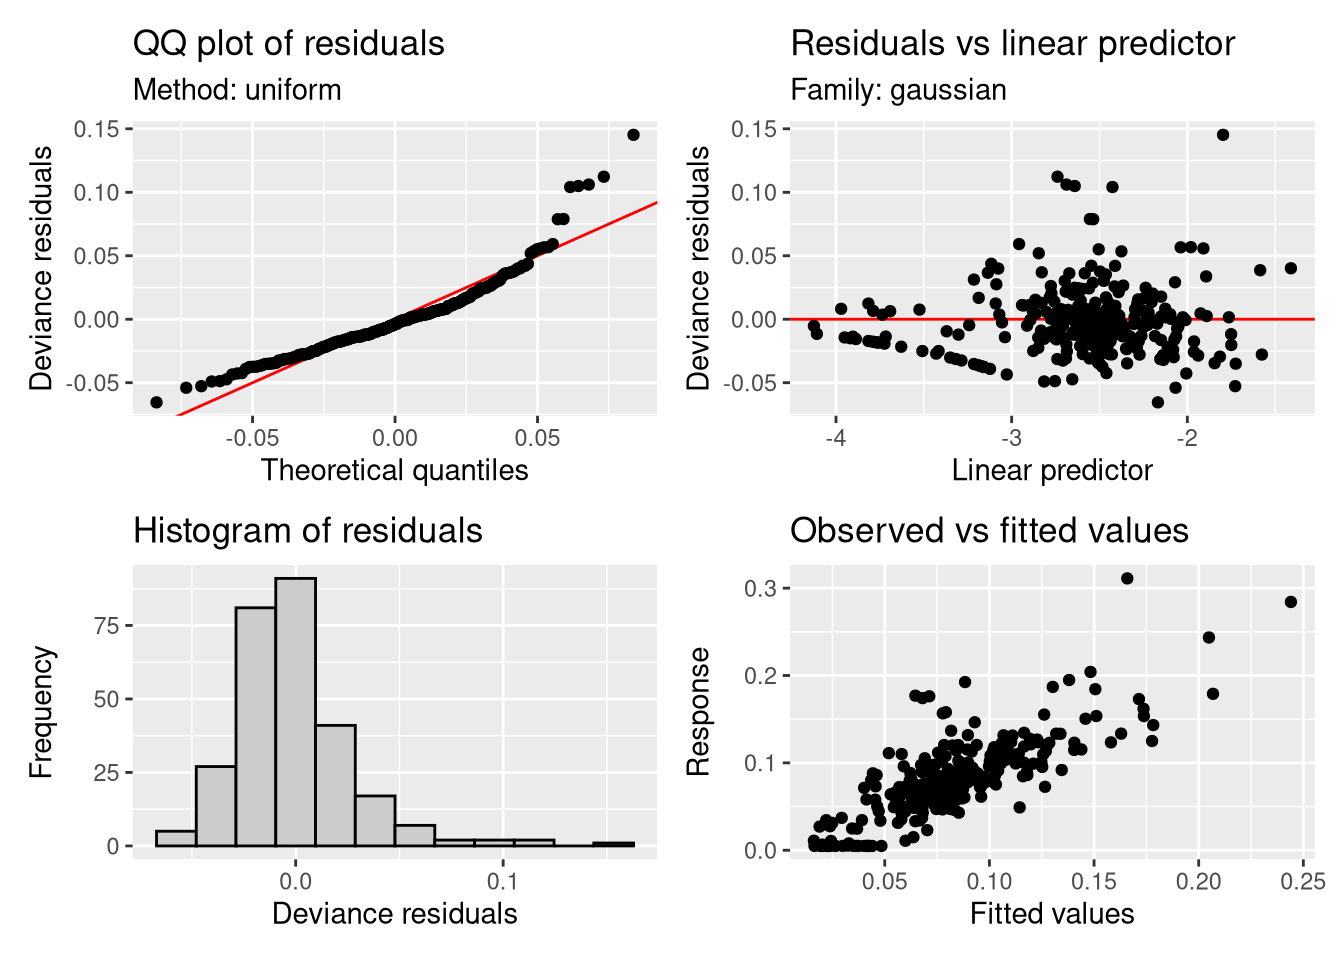 QQ plot of residuals
Method: uniform
0.15
0.10
0.05
0.00
-0.05
Deviance residuals
-0.05
0.00
0.05
Theoretical quantiles
Residuals vs linear predictor
Family: gaussian
0.15
0.10
0.05
0.00
-0.05
Deviance residuals
-4
-3
-2
Linear predictor
Histogram of residuals
75
50
25
0
Frequency
0.0
0.1
Deviance residuals
Observed vs fitted values
0.3
0.2
0.1
0.0
Response
0.05
0.10
0.15
0.20
0.25
Fitted values